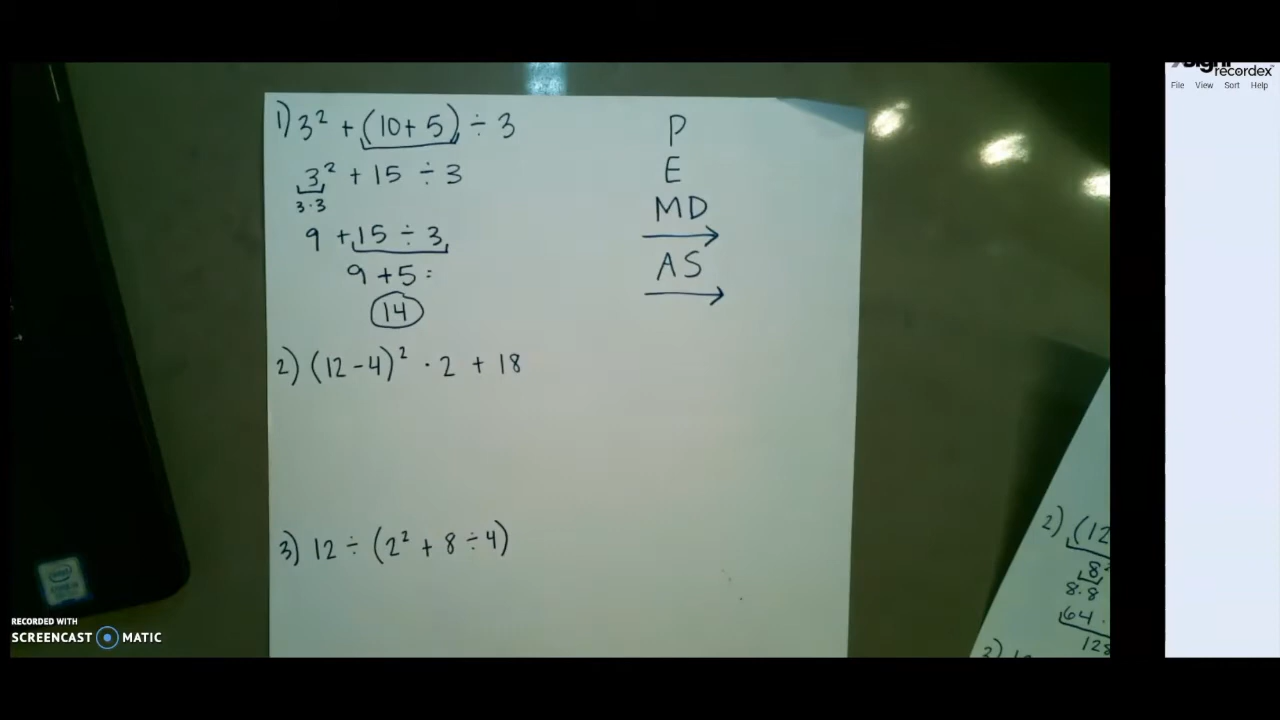 1) 3² + (10 + 5) ÷ 3
3² + 15 ÷ 3
3 · 3
9 + 15 ÷ 3
9 + 5 =
14
P
E
MD
AS
2) (12 - 4)² · 2 + 18
3) 12 ÷ (2² + 8 ÷ 4)
2) (12
8²
8 · 8
64 ·
128
recordex
File View Sort Help
intel
RECORDED WITH
SCREENCAST MATIC